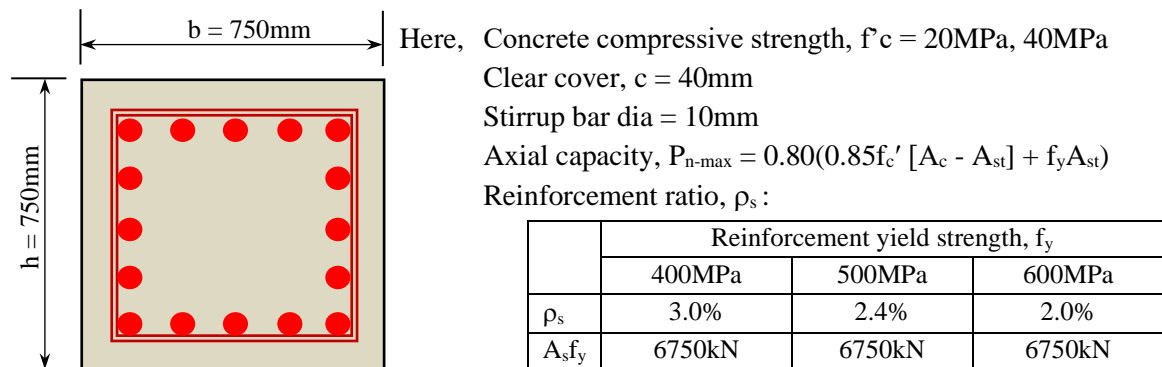 b = 750mm
h = 750mm
Here, Concrete compressive strength, f'c = 20MPa, 40MPa
Clear cover, c = 40mm
Stirrup bar dia = 10mm
Axial capacity, Pn-max = 0.80(0.85fc′ [Ac - Ast] + fyAst)
Reinforcement ratio, ρs :
Reinforcement yield strength, fy
400MPa 500MPa 600MPa
ρs 3.0% 2.4% 2.0%
Asfy 6750kN 6750kN 6750kN